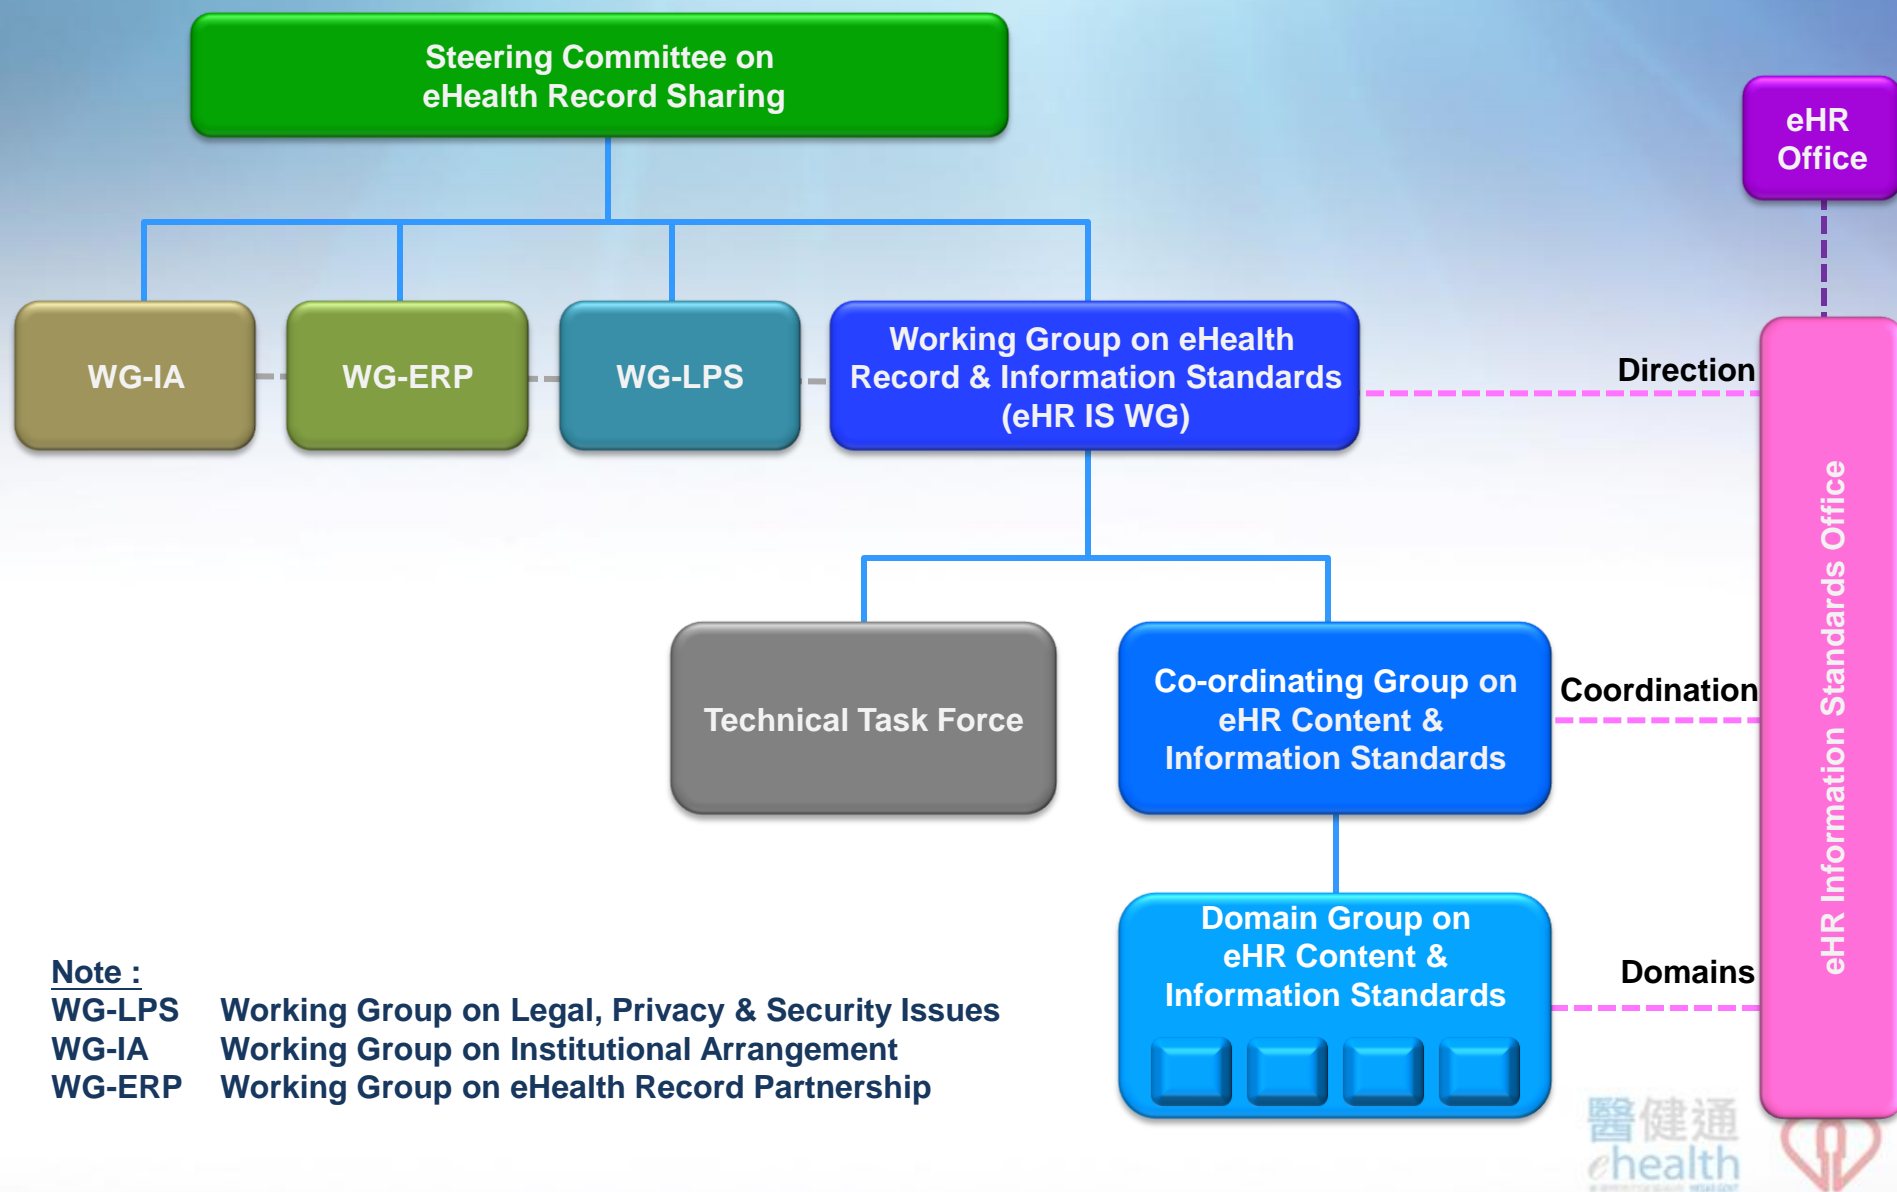 Steering Committee on
eHealth Record Sharing
eHR
Office
WG-IA
WG-ERP
WG-LPS
Working Group on eHealth
Record & Information Standards
(eHR IS WG)
Direction
eHR Information Standards Office
Technical Task Force
Co-ordinating Group on
eHR Content &
Information Standards
Coordination
Domain Group on
eHR Content &
Information Standards
Domains
Note :
WG-LPS Working Group on Legal, Privacy & Security Issues
WG-IA Working Group on Institutional Arrangement
WG-ERP Working Group on eHealth Record Partnership
醫健通
ehealth